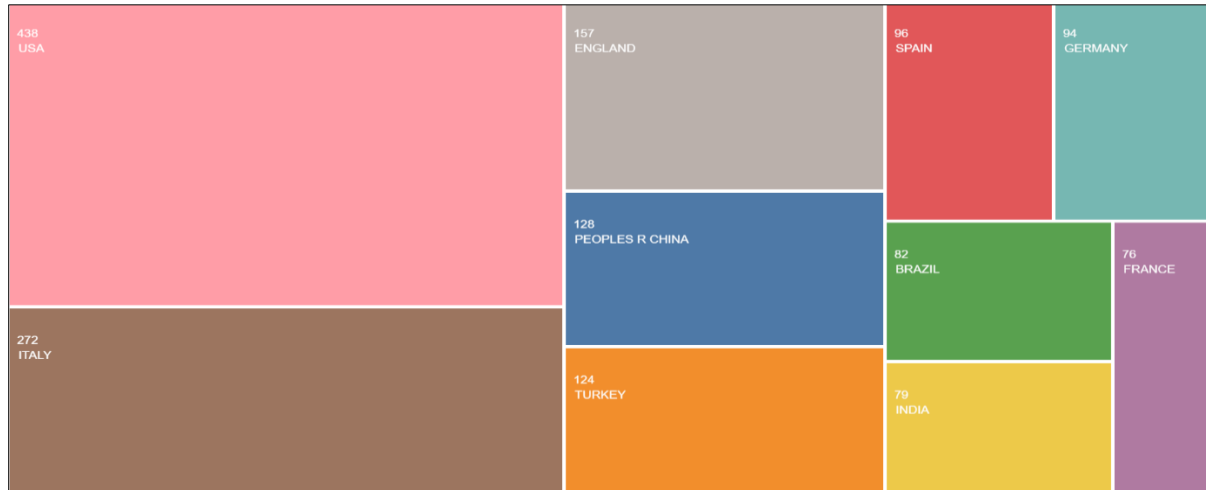 438
USA
272
ITALY
157
ENGLAND
128
PEOPLES R CHINA
124
TURKEY
96
SPAIN
94
GERMANY
82
BRAZIL
79
INDIA
76
FRANCE